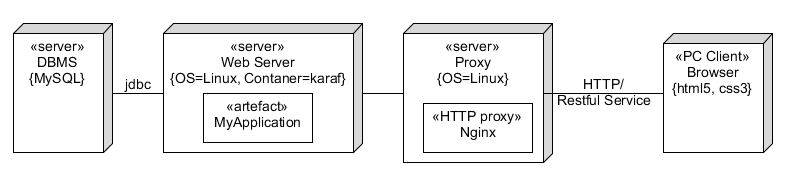 «server»
DBMS
{MySQL}
jdbc
«server»
Web Server
{OS=Linux, Contaner=karaf}
«artefact»
MyApplication
«server»
Proxy
{OS=Linux}
«HTTP proxy»
Nginx
HTTP/
Restful Service
«PC Client»
Browser
{html5, css3}